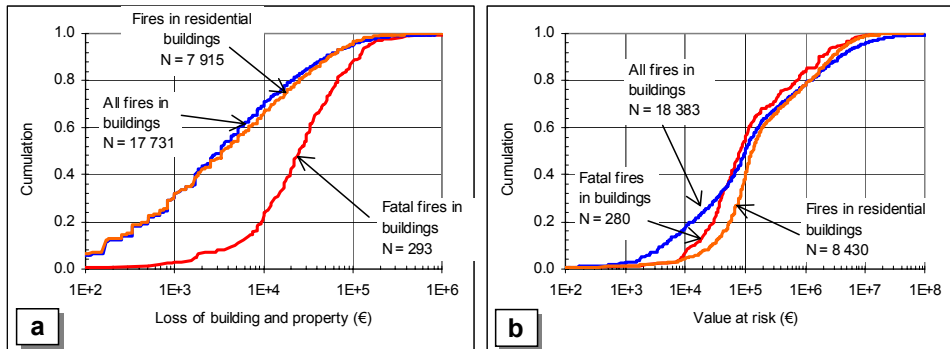 Fires in residential
buildings
N = 7 915
All fires in
buildings
N = 17 731
Fatal fires in
buildings
N = 293
1.0
0.8
0.6
0.4
0.2
0.0
Cumulation
1E+2 1E+3 1E+4 1E+5 1E+6
Loss of building and property (€)
a
All fires in
buildings
N = 18 383
Fatal fires
in buildings
N = 280
Fires in residential
buildings
N = 8 430
1.0
0.8
0.6
0.4
0.2
0.0
Cumulation
1E+2 1E+3 1E+4 1E+5 1E+6 1E+7 1E+8
Value at risk (€)
b